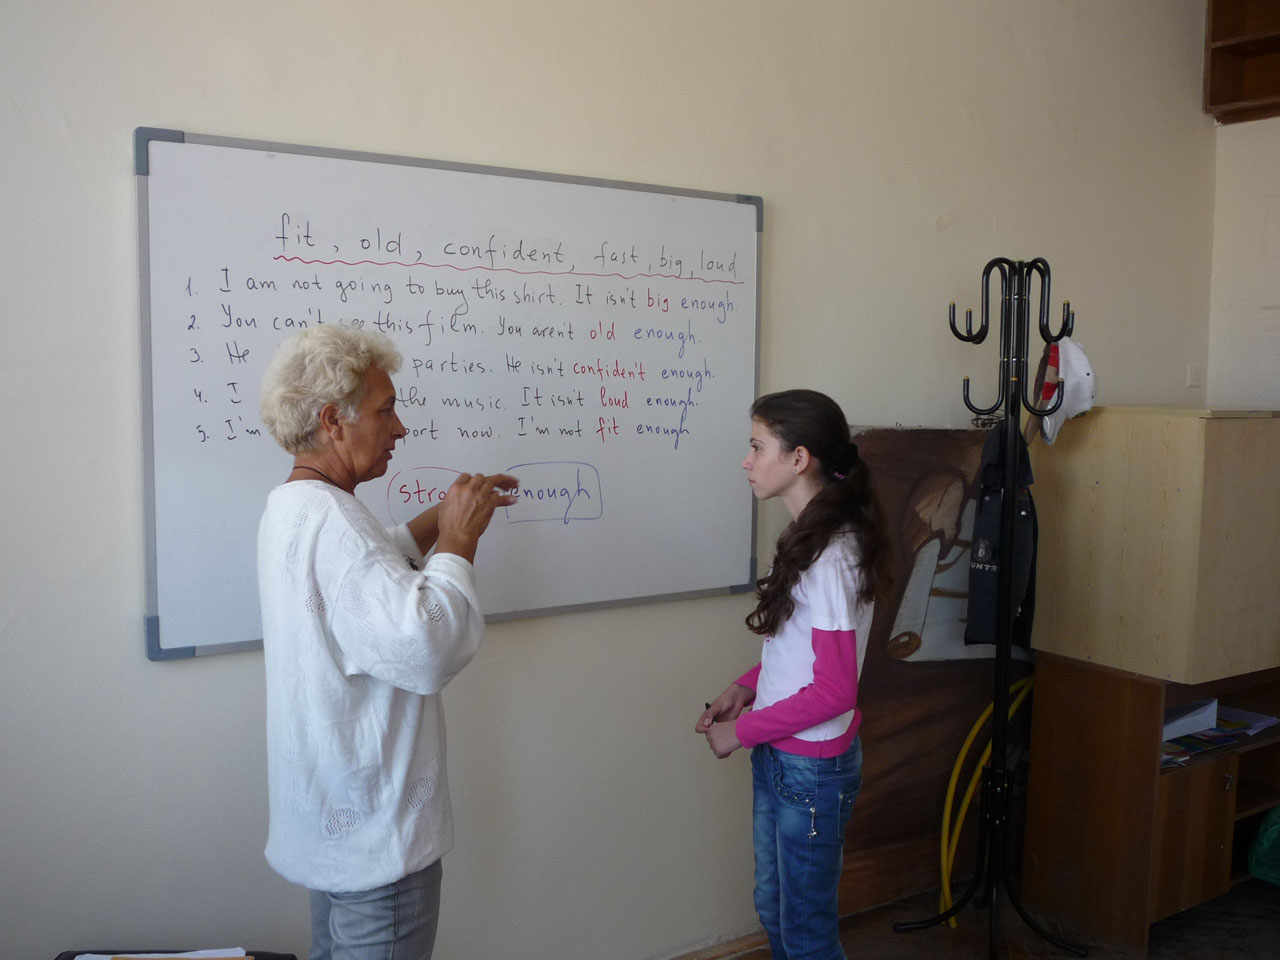 fit, old, confident, fast, big, loud
1. I am not going to buy this shirt. It isn't big enough.
2. You can't see this film. You aren't old enough.
3. He parties. He isn't confiden't enough.
4. I the music. It isn't loud enough.
5. I'm now. I'm not fit enough
enough